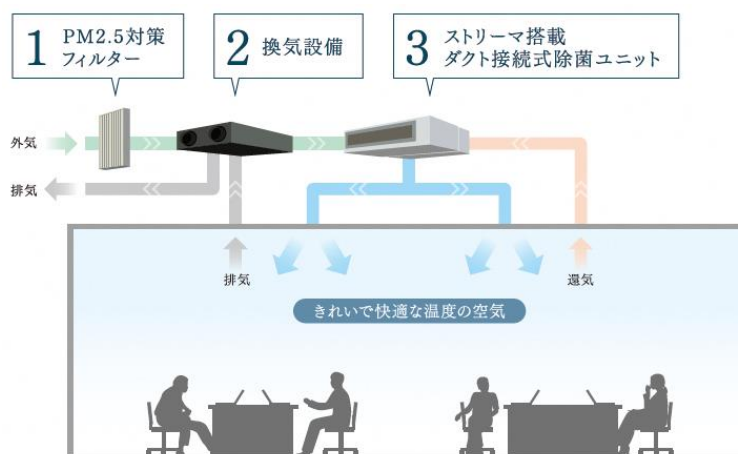 1 PM2.5対策
フィルター
2 換気設備
3 ストリーマ搭載
ダクト接続式除菌ユニット
外気
排気
排気
還気
きれいで快適な温度の空気